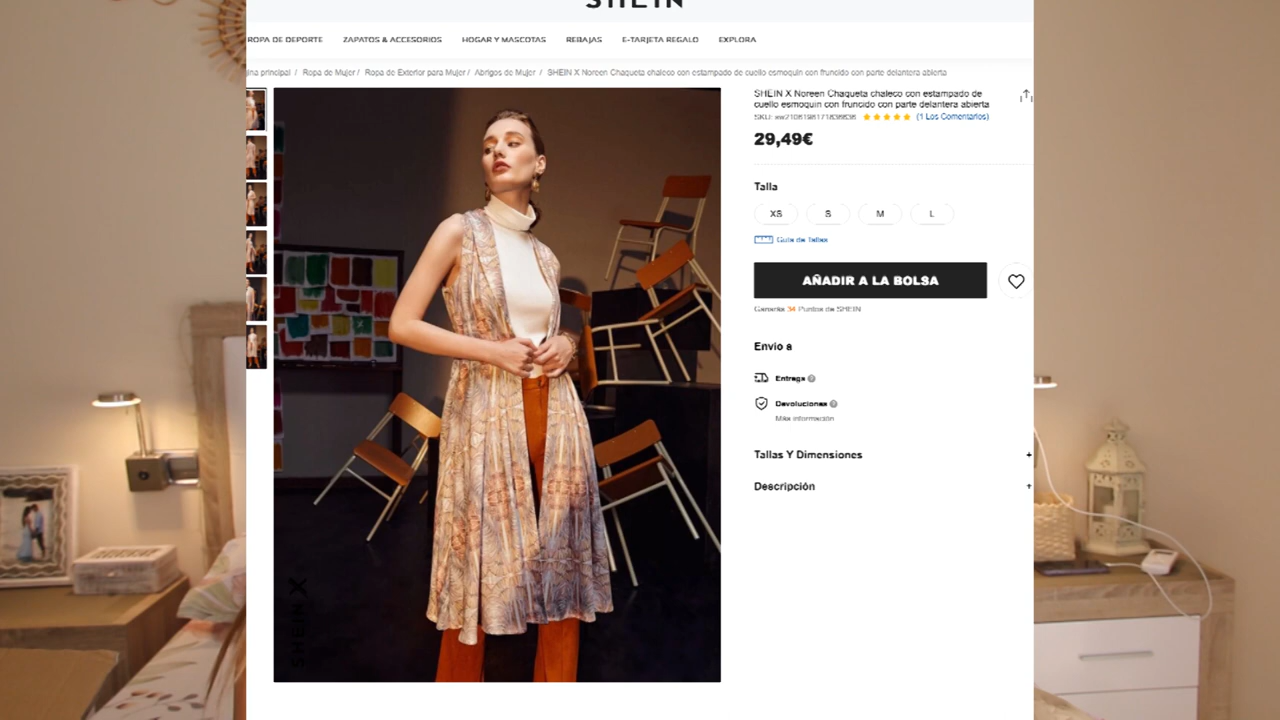 SHEIN
ROPA DE DEPORTE ZAPATOS & ACCESORIOS HOGAR Y MASCOTAS REBAJAS E-TARJETA REGALO EXPLORA
principal / Ropa de Mujer / Ropa de Exterior para Mujer / Abrigos de Mujer / SHEIN X Noreen Chaqueta chaleco con estampado de cuello esmoquin con fruncido con parte delantera abierta
SHEIN X Noreen Chaqueta chaleco con estampado de
cuello esmoquin con fruncido con parte delantera abierta
SKU: (1 Los Comentarios)
29,49€
Talla
XS S M L
Guía de Tallas
AÑADIR A LA BOLSA
Ganarás 34 Puntos de SHEIN
Envío a
Entrega ?
Devoluciones ?
Más información
Tallas Y Dimensiones +
Descripción +
SHEIN X